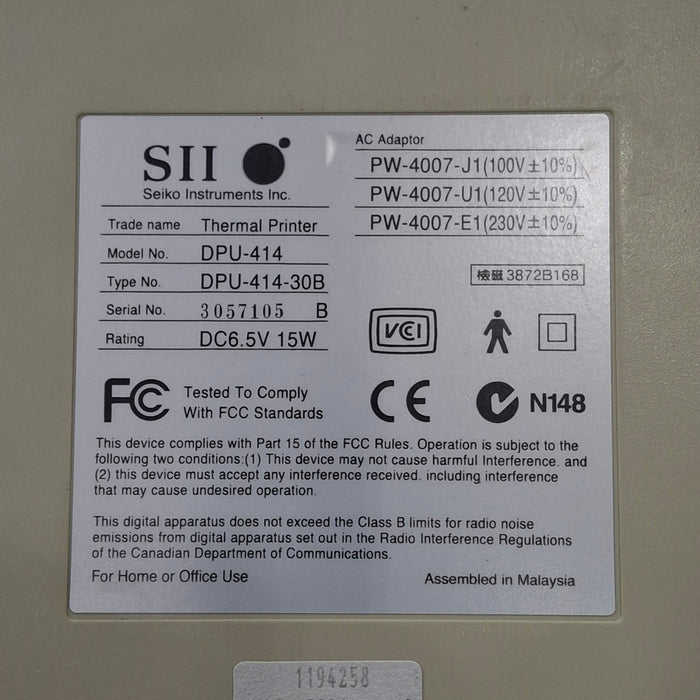 SII
Seiko Instruments Inc.
Trade name Thermal Printer
Model No. DPU-414
Type No. DPU-414-30B
Serial No. 3057105 B
Rating DC6.5V 15W
AC Adaptor
PW-4007-J1(100V±10%)
PW-4007-U1(120V±10%)
PW-4007-E1(230V±10%)
檢磁 3872B168
VCI
FC Tested To Comply
With FCC Standards
CE
N148
This device complies with Part 15 of the FCC Rules. Operation is subject to the
following two conditions:(1) This device may not cause harmful Interference. and
(2) this device must accept any interference received. including interference
that may cause undesired operation.
This digital apparatus does not exceed the Class B limits for radio noise
emissions from digital apparatus set out in the Radio Interference Regulations
of the Canadian Department of Communications.
For Home or Office Use
Assembled in Malaysia
1194258